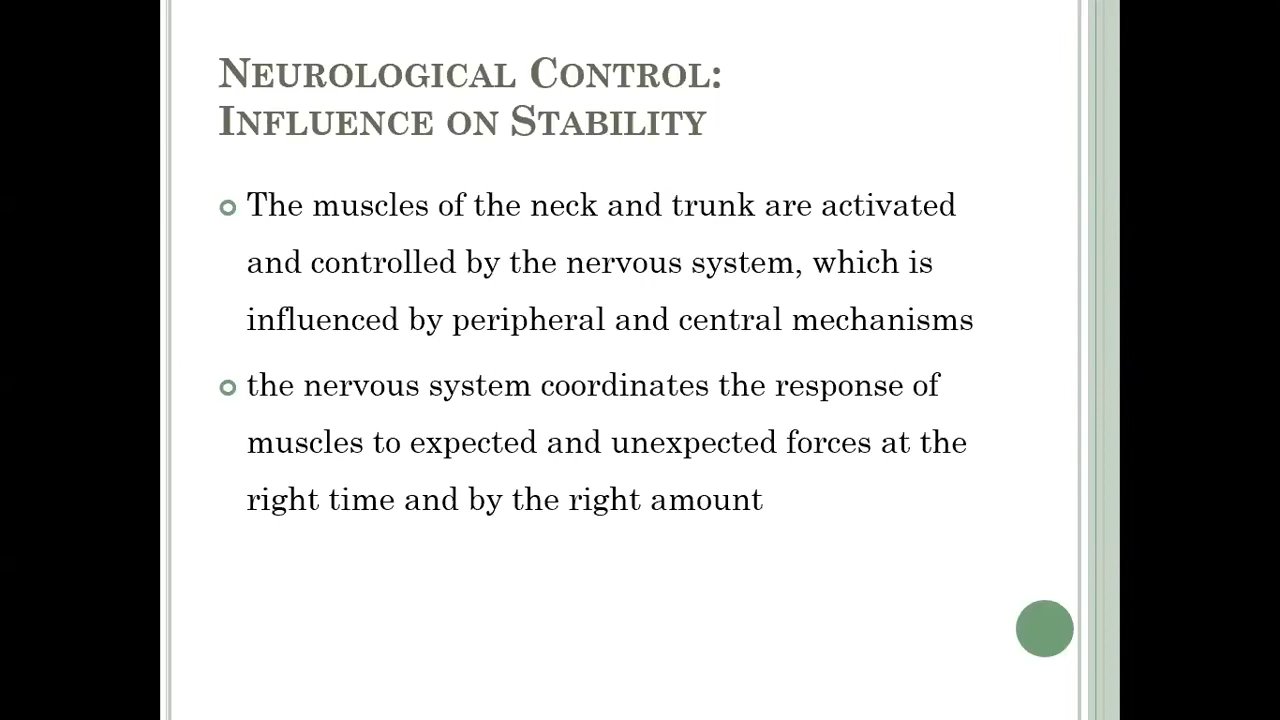 Neurological Control:
Influence on Stability
The muscles of the neck and trunk are activated
and controlled by the nervous system, which is
influenced by peripheral and central mechanisms
the nervous system coordinates the response of
muscles to expected and unexpected forces at the
right time and by the right amount